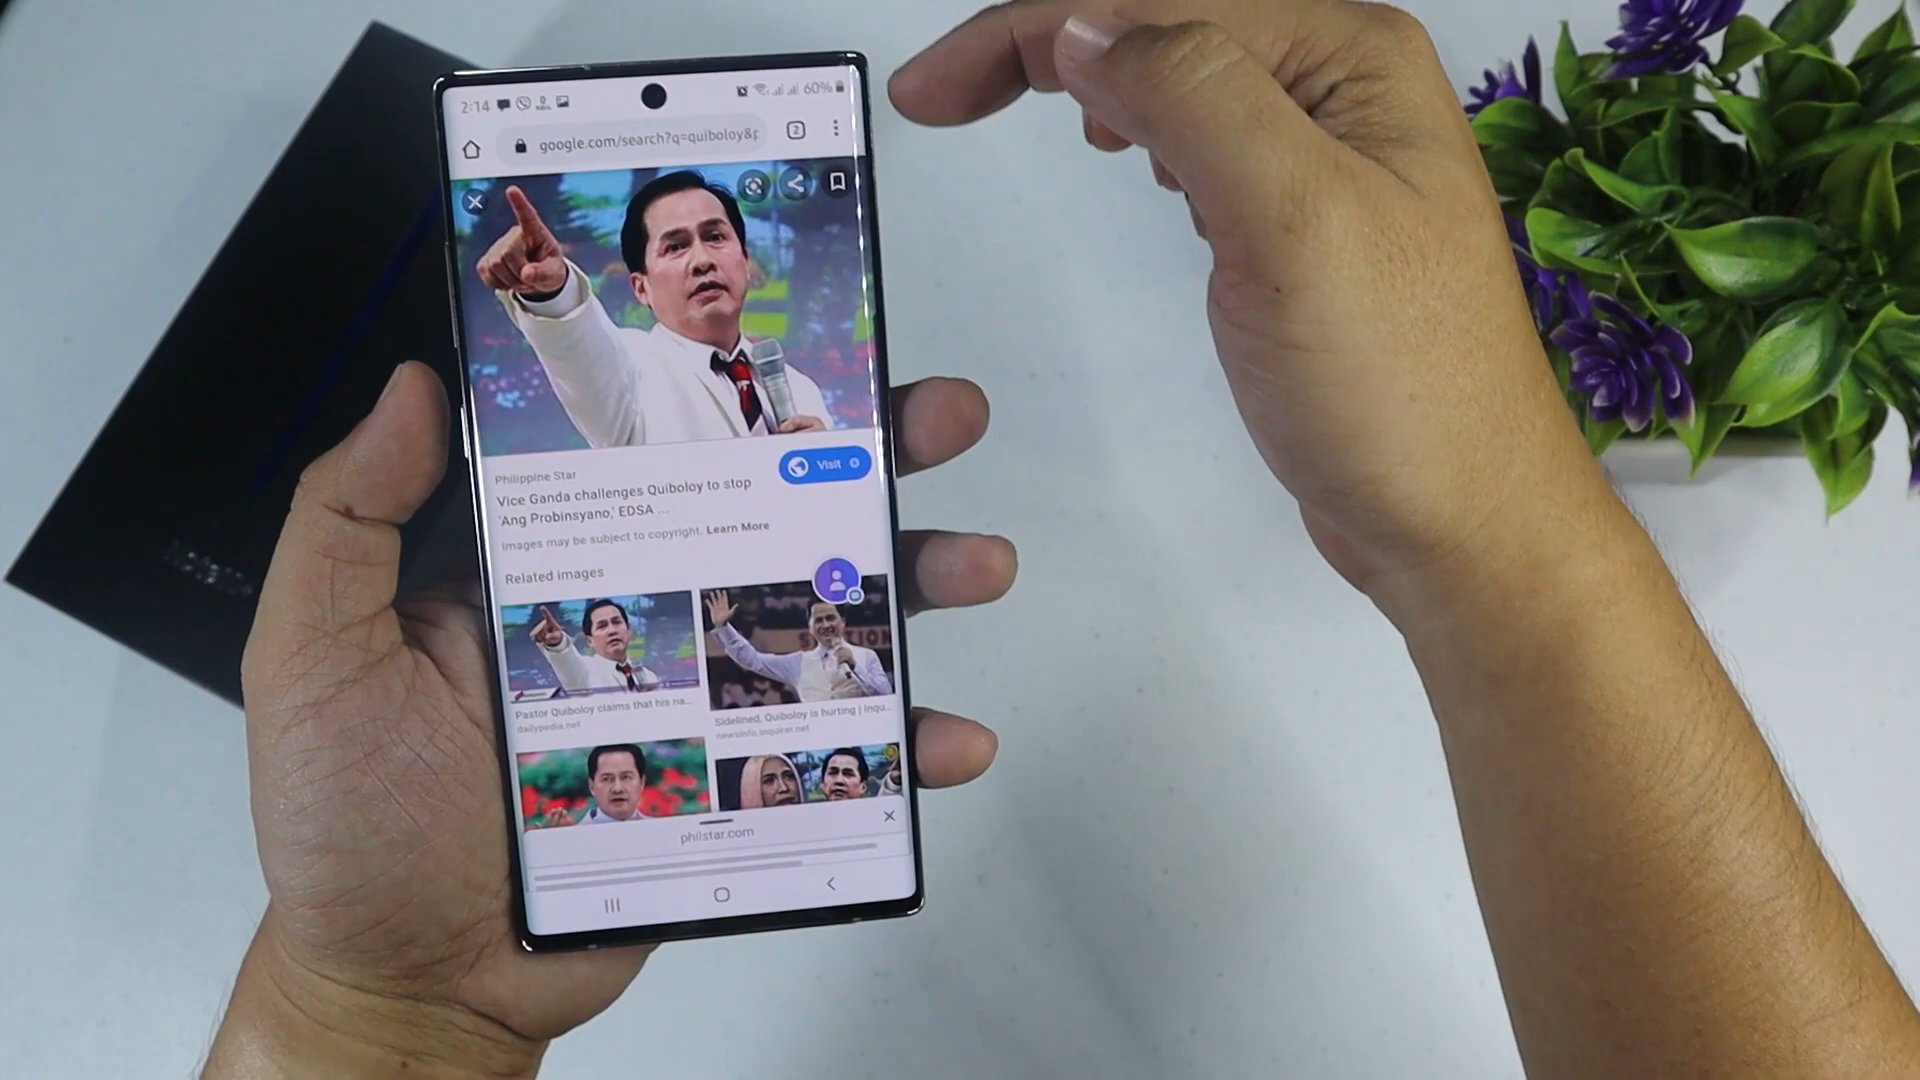 2:14
60%
google.com/search?q=quiboloy&p
2
Philippine Star
Visit
Vice Ganda challenges Quiboloy to stop
'Ang Probinsyano,' EDSA ...
Images may be subject to copyright. Learn More
Related images
Pastor Quiboloy claims that his na...
dailypedia.net
Sidelined, Quiboloy is hurting | Inqu...
newsinfo.inquirer.net
philstar.com